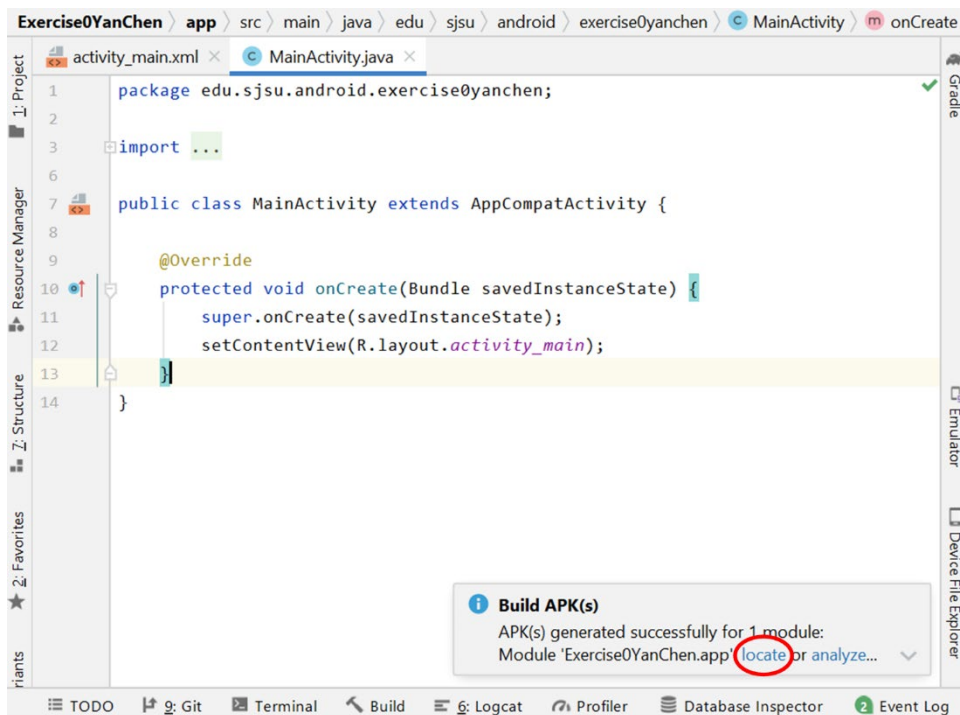 Exercise0YanChen 〉 app 〉 src 〉 main 〉 java 〉 edu 〉 sjsu 〉 android 〉 exercise0yanchen 〉 C MainActivity 〉 m onCreate
activity_main.xml × C MainActivity.java ×
1: Project
Resource Manager
7: Structure
2: Favorites
riants
1 package edu.sjsu.android.exercise0yanchen;
2
3 import ...
6
7 public class MainActivity extends AppCompatActivity {
8
9 @Override
10 protected void onCreate(Bundle savedInstanceState) {
11 super.onCreate(savedInstanceState);
12 setContentView(R.layout.activity_main);
13 }
14 }
Gradle
Emulator
Device File Explorer
Build APK(s)
APK(s) generated successfully for 1 module:
Module 'Exercise0YanChen.app': locate or analyze...
TODO 9: Git Terminal Build 6: Logcat Profiler Database Inspector 2 Event Log